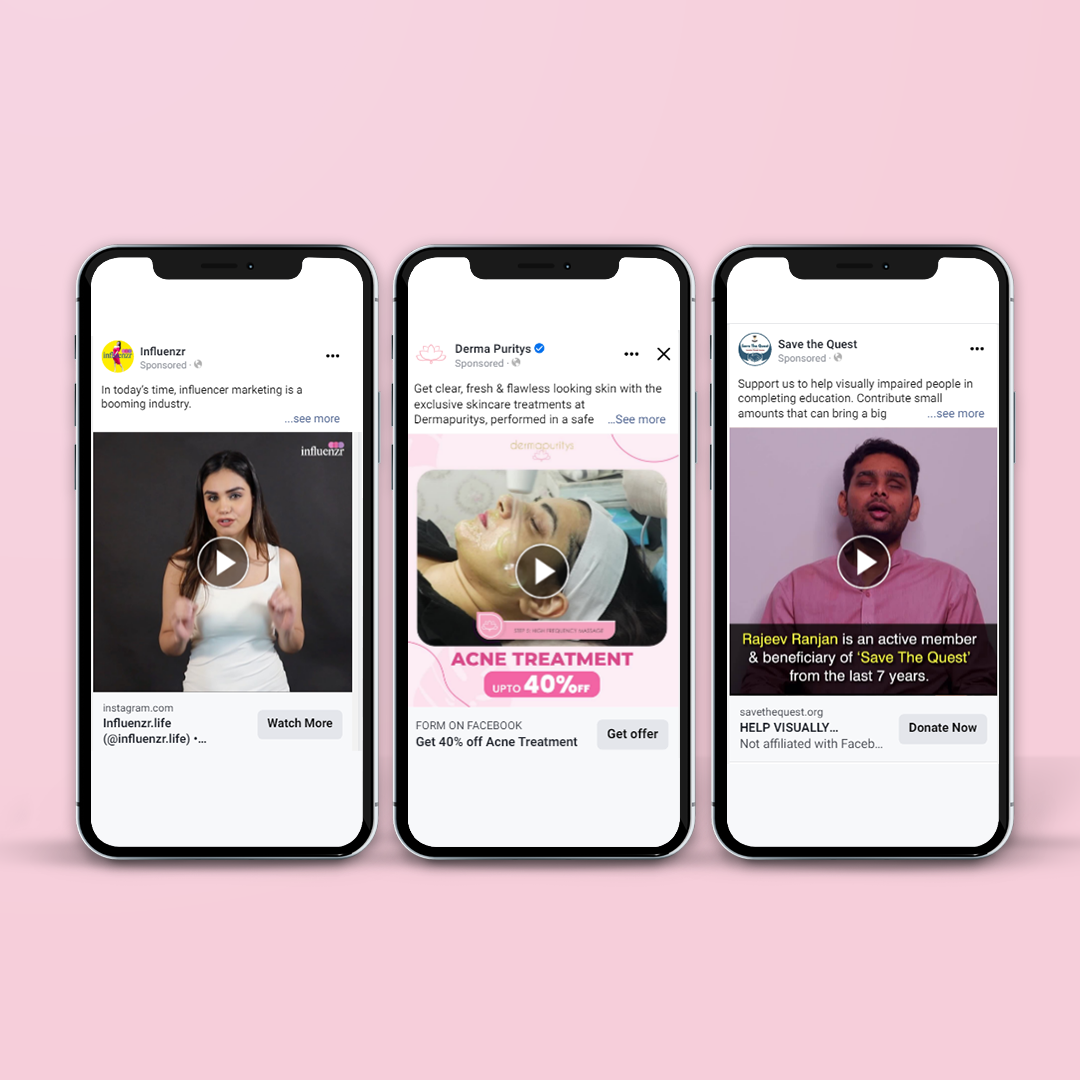 Influenzr
Sponsored ·
In today's time, influencer marketing is a
booming industry.
...see more
influenzr
instagram.com
Influenzr.life
(@influenzr.life) •...
Watch More
Derma Puritys
Sponsored ·
Get clear, fresh & flawless looking skin with the
exclusive skincare treatments at
Dermapuritys, performed in a safe ...See more
dermapuritys
STEP 5: HIGH FREQUENCY MASSAGE
ACNE TREATMENT
UPTO 40% OFF
FORM ON FACEBOOK
Get 40% off Acne Treatment
Get offer
Save the Quest
Sponsored ·
Support us to help visually impaired people in
completing education. Contribute small
amounts that can bring a big ...see more
Rajeev Ranjan is an active member
& beneficiary of 'Save The Quest'
from the last 7 years.
savethequest.org
HELP VISUALLY...
Not affiliated with Faceb...
Donate Now